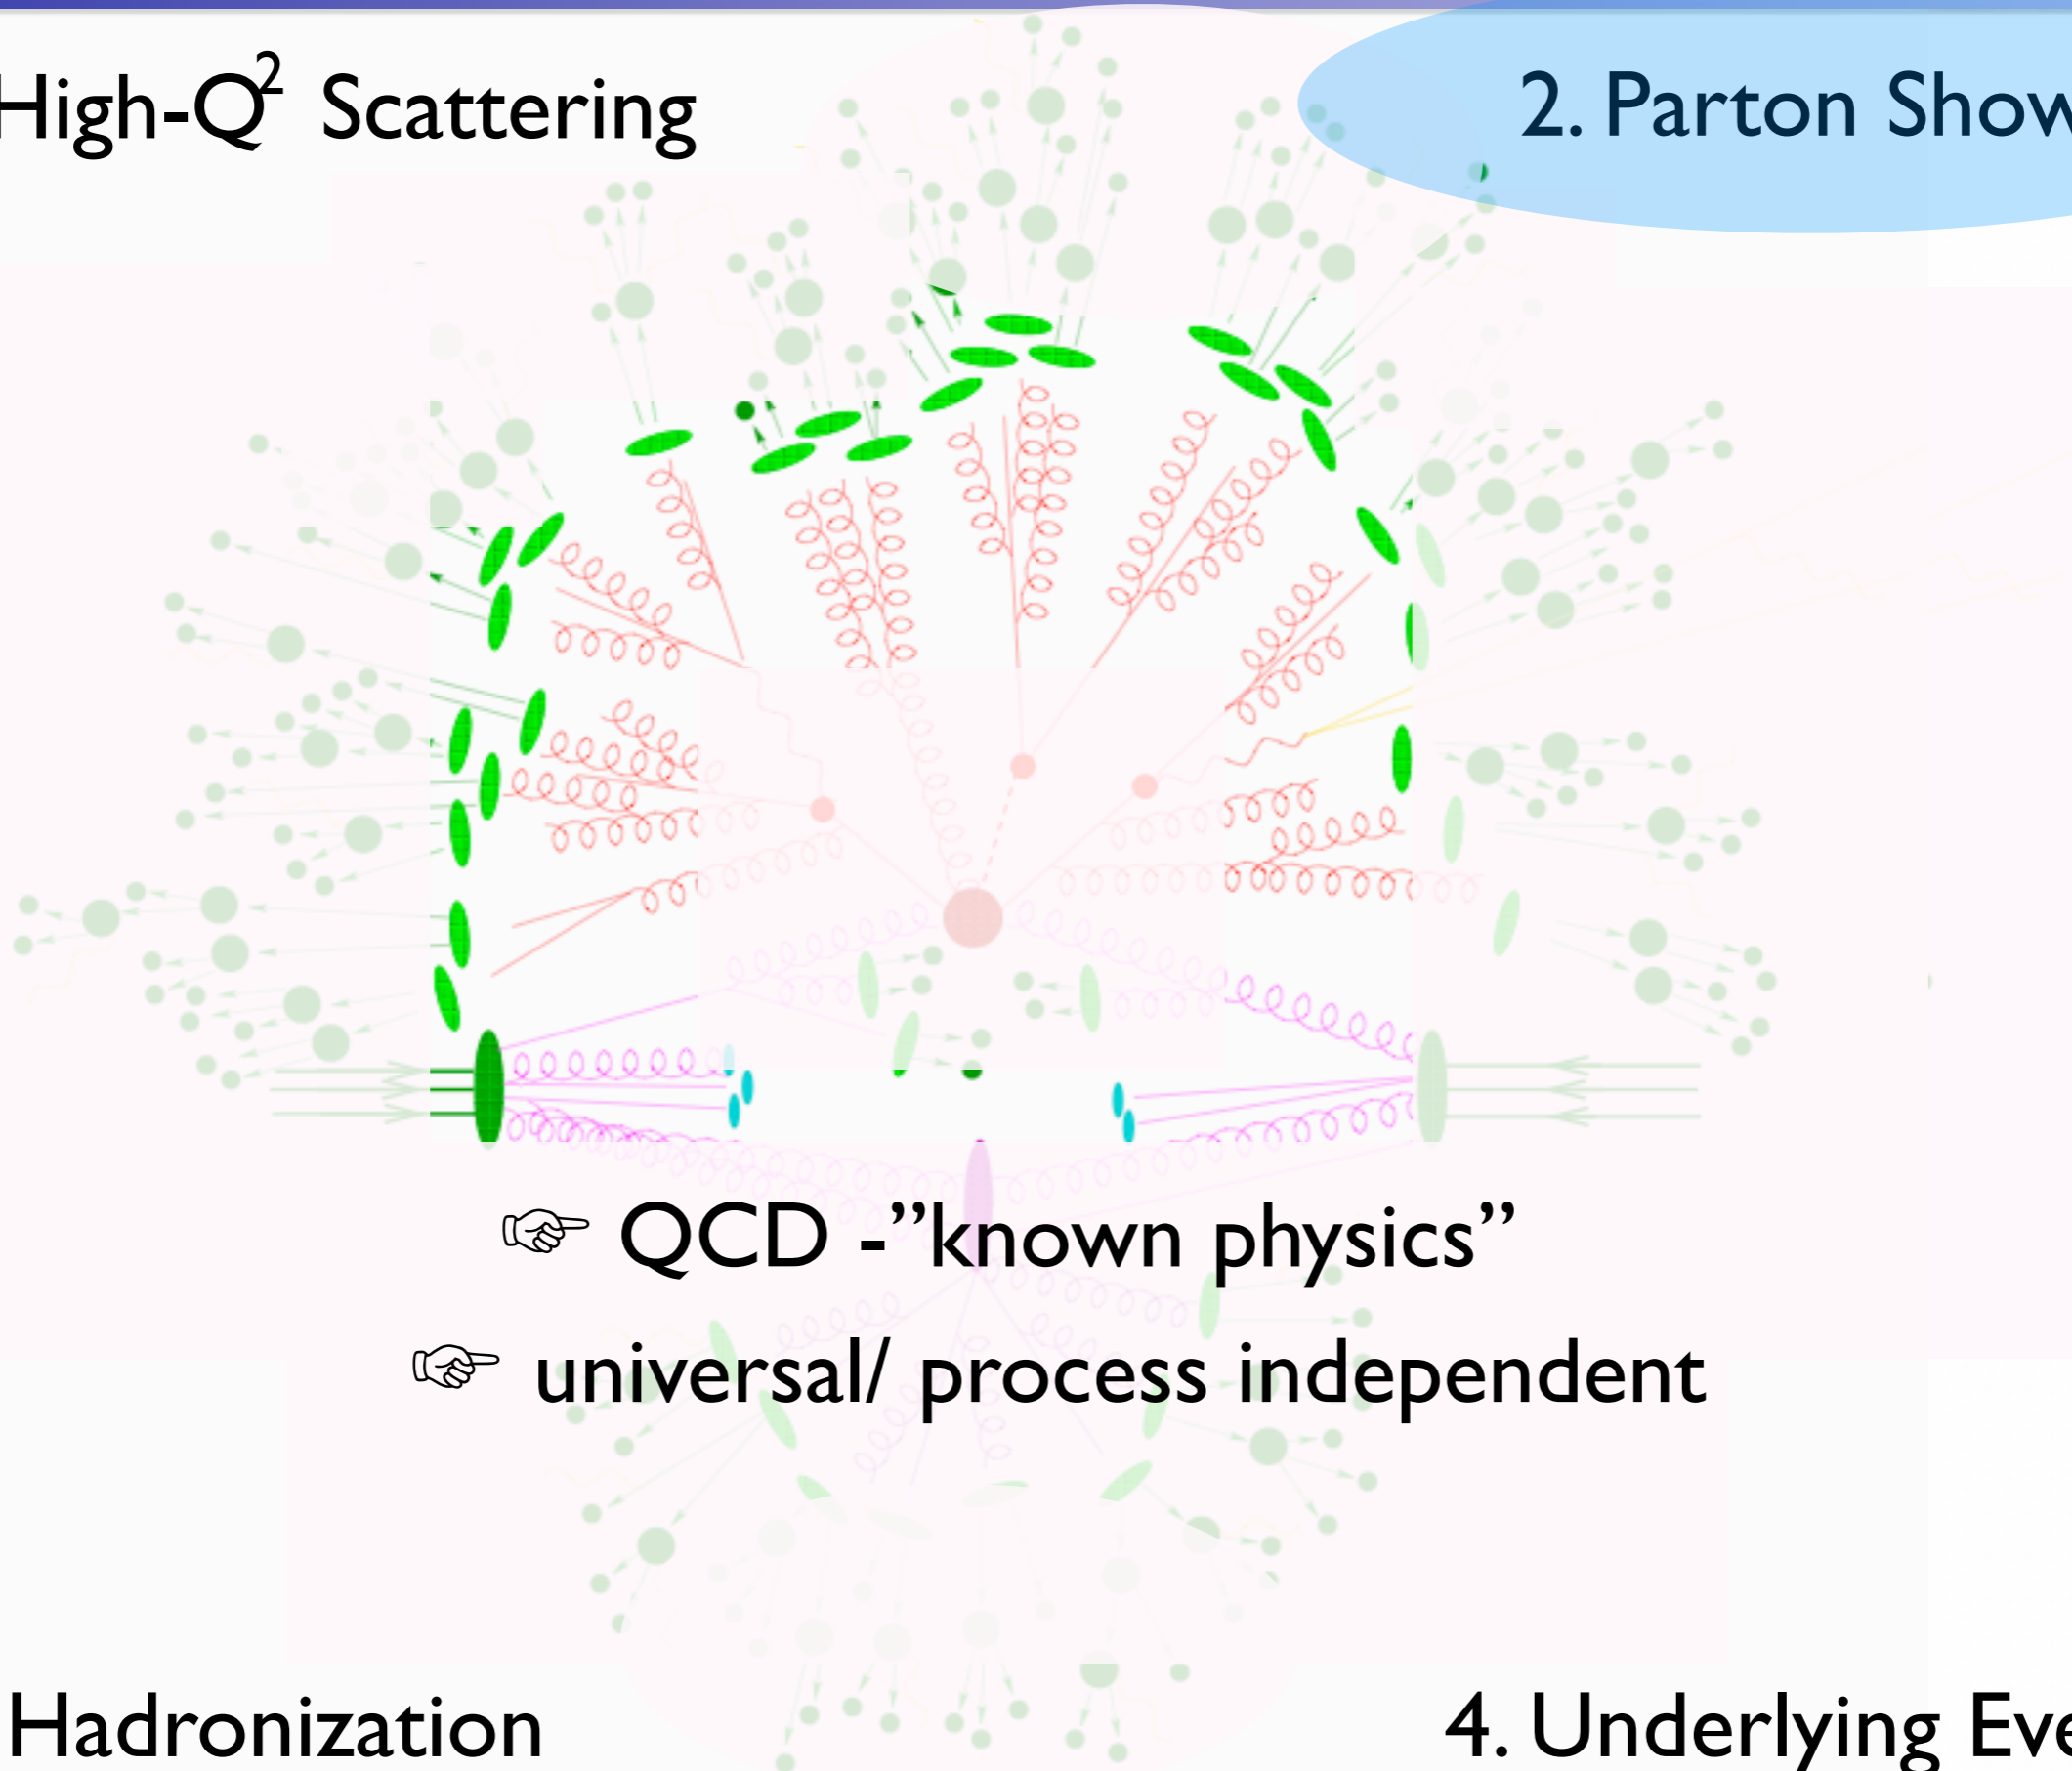 High-Q² Scattering
2. Parton Show
☞ QCD -”known physics”
☞ universal/ process independent
Hadronization
4. Underlying Eve